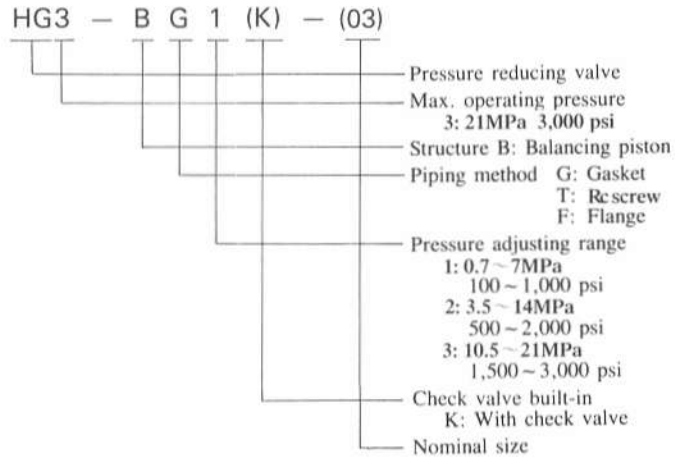 HG3 – B G 1 (K) – (03)
Pressure reducing valve
Max. operating pressure
3: 21MPa 3,000 psi
Structure B: Balancing piston
Piping method G: Gasket
T: Rc screw
F: Flange
Pressure adjusting range
1: 0.7~7MPa
100~1,000 psi
2: 3.5~14MPa
500~2,000 psi
3: 10.5~21MPa
1,500~3,000 psi
Check valve built-in
K: With check valve
Nominal size